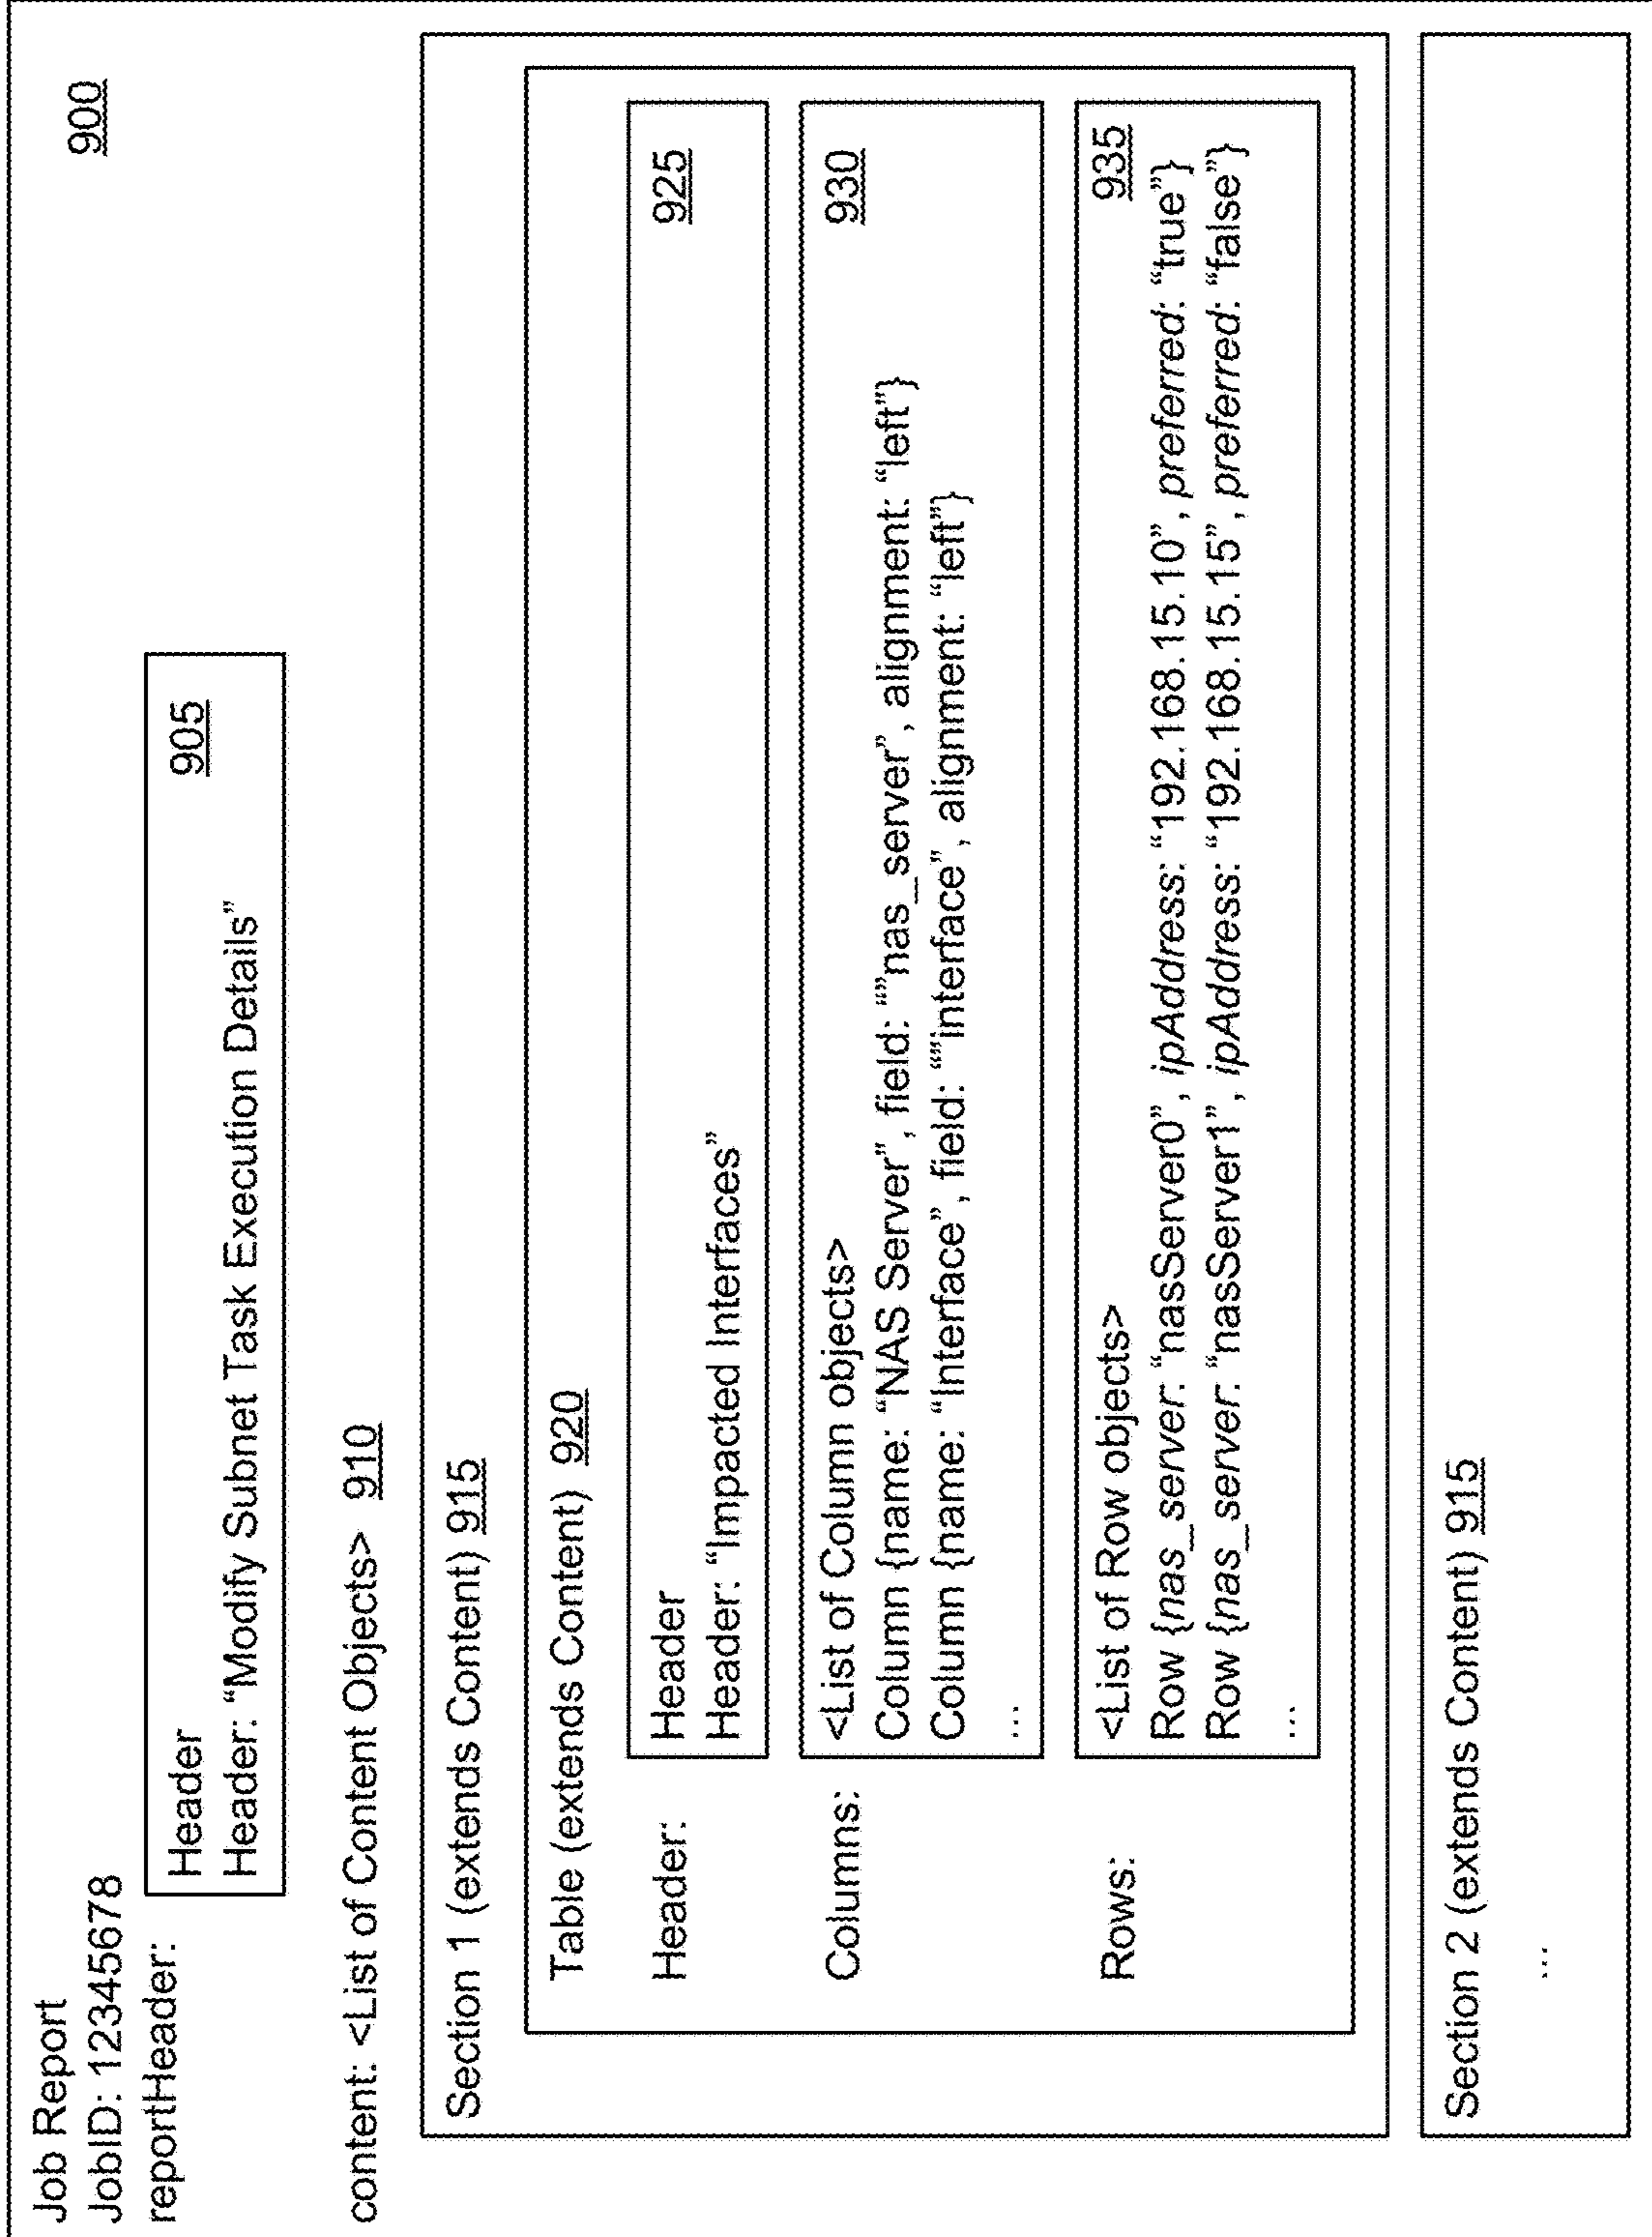 Job Report
JobID: 12345678
900
reportHeader:
Header
905
Header: “Modify Subnet Task Execution Details”
content: <List of Content Objects> 910
Section 1 (extends Content) 915
Table (extends Content) 920
Header:
Header
925
Header: “Impacted Interfaces”
Columns:
<List of Column objects>
930
Column {name: “NAS Server”, field: “”nas_server”, alignment: “left”}
Column {name: “Interface”, field: “”interface”, alignment: “left”}
...
Rows:
<List of Row objects>
935
Row {nas_server: “nasServer0”, ipAddress: “192.168.15.10”, preferred: “true”}
Row {nas_server: “nasServer1”, ipAddress: “192.168.15.15”, preferred: “false”}
...
Section 2 (extends Content) 915
...